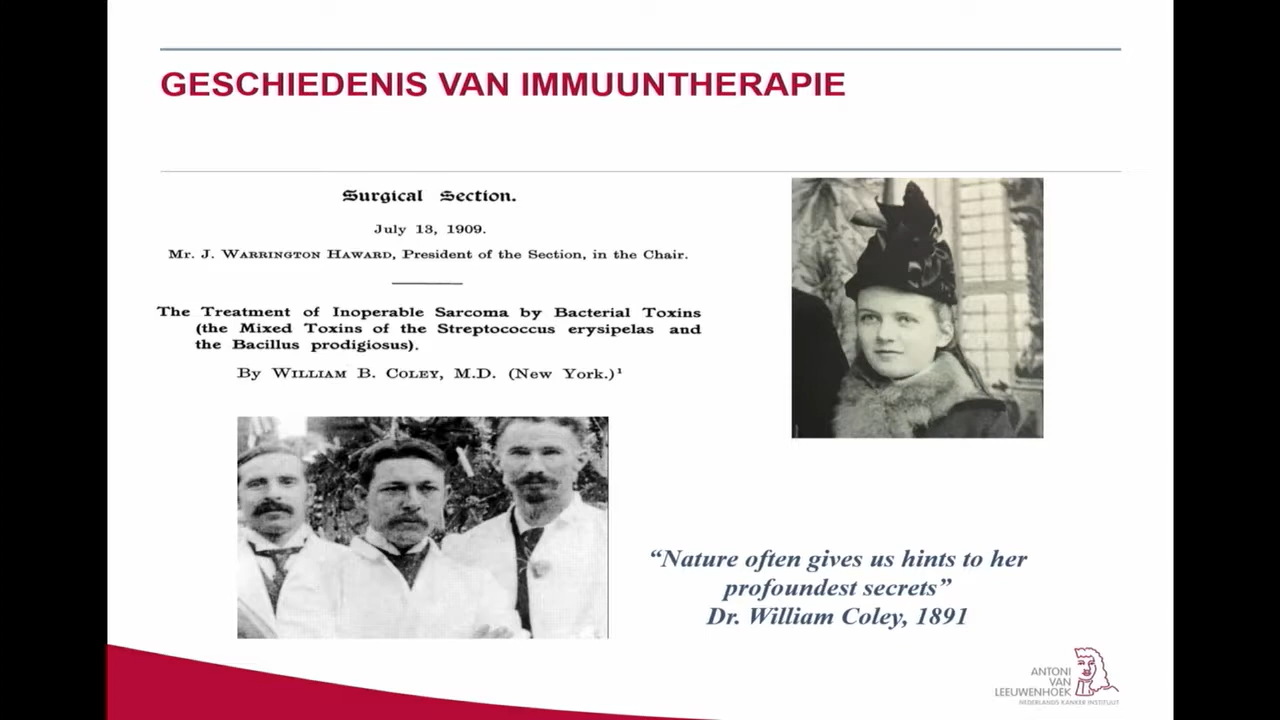 GESCHIEDENIS VAN IMMUUNTHERAPIE
Surgical Section.
July 13, 1909.
Mr. J. Warrington Haward, President of the Section, in the Chair.
The Treatment of Inoperable Sarcoma by Bacterial Toxins
(the Mixed Toxins of the Streptococcus erysipelas and
the Bacillus prodigiosus).
By William B. Coley, M.D. (New York.)¹
“Nature often gives us hints to her
profoundest secrets”
Dr. William Coley, 1891
ANTONI
VAN
LEEUWENHOEK
NEDERLANDS KANKER INSTITUUT